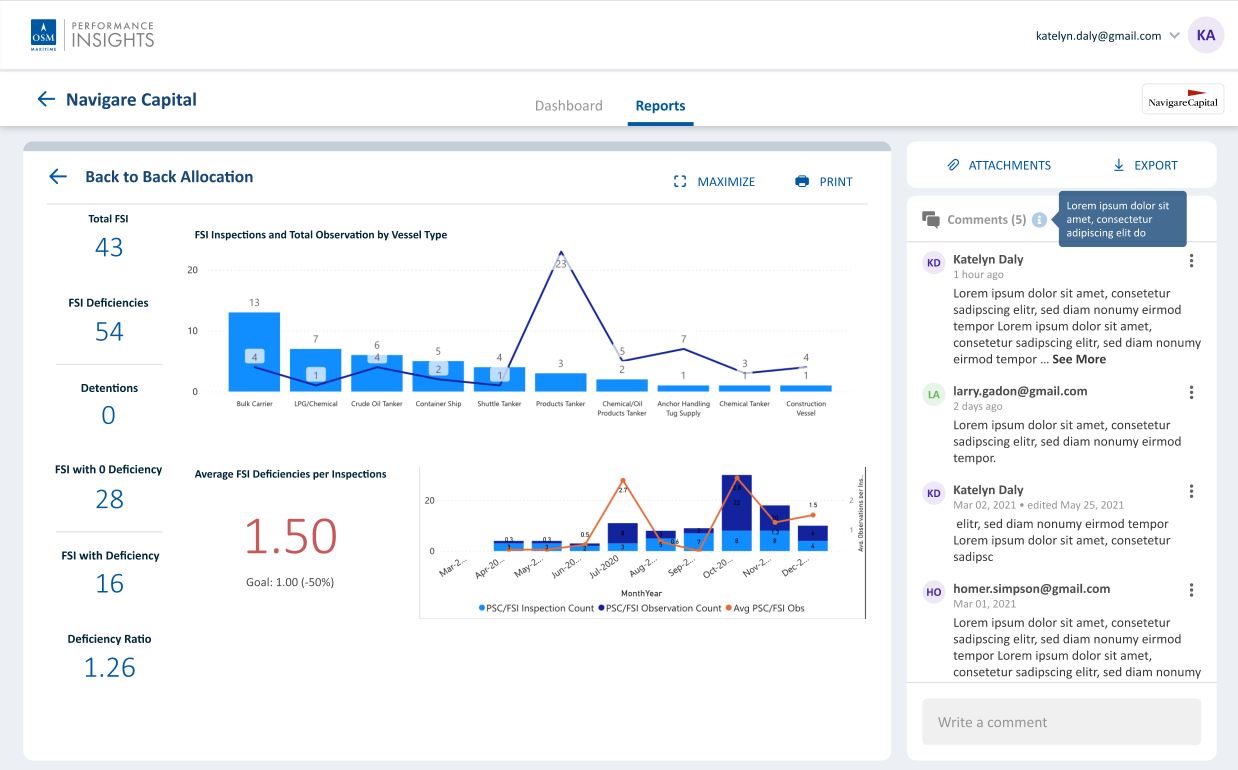 OSM
MARITIME
PERFORMANCE
INSIGHTS
katelyn.daly@gmail.com
KA
Navigare Capital
Dashboard
Reports
NavigareCapital
Back to Back Allocation
MAXIMIZE
PRINT
Total FSI
43
FSI Deficiencies
54
Detentions
0
FSI with 0 Deficiency
28
FSI with Deficiency
16
Deficiency Ratio
1.26
FSI Inspections and Total Observation by Vessel Type
20
10
0
13
7
6
5
4
3
2
1
1
1
4
1
4
2
1
23
5
7
3
4
Bulk Carrier
LPG/Chemical
Crude Oil Tanker
Container Ship
Shuttle Tanker
Products Tanker
Chemical/Oil
Products Tanker
Anchor Handling
Tug Supply
Chemical Tanker
Construction
Vessel
Average FSI Deficiencies per Inspections
1.50
Goal: 1.00 (-50%)
20
0
2
1
Avg. Observations per Ins...
0.3
0.3
0.5
2.7
0.6
1.5
3
7
8
8
4
Mar-2...
Apr-20...
May-2...
Jun-20...
Jul-2020
Aug-2...
Sep-2...
Oct-20...
Nov-2...
Dec-2...
MonthYear
PSC/FSI Inspection Count
PSC/FSI Observation Count
Avg PSC/FSI Obs
ATTACHMENTS
EXPORT
Comments (5)
Lorem ipsum dolor sit
amet, consectetur
adipiscing elit do
KD
Katelyn Daly
1 hour ago
Lorem ipsum dolor sit amet, consetetur
sadipscing elitr, sed diam nonumy eirmod
tempor Lorem ipsum dolor sit amet,
consetetur sadipscing elitr, sed diam nonumy
eirmod tempor ... See More
LA
larry.gadon@gmail.com
2 days ago
Lorem ipsum dolor sit amet, consetetur
sadipscing elitr, sed diam nonumy eirmod
tempor.
KD
Katelyn Daly
Mar 02, 2021 • edited May 25, 2021
elitr, sed diam nonumy eirmod tempor
Lorem ipsum dolor sit amet, consetetur
sadipsc
HO
homer.simpson@gmail.com
Mar 01, 2021
Lorem ipsum dolor sit amet, consetetur
sadipscing elitr, sed diam nonumy eirmod
tempor Lorem ipsum dolor sit amet,
consetetur sadipscing elitr, sed diam nonumy
Write a comment